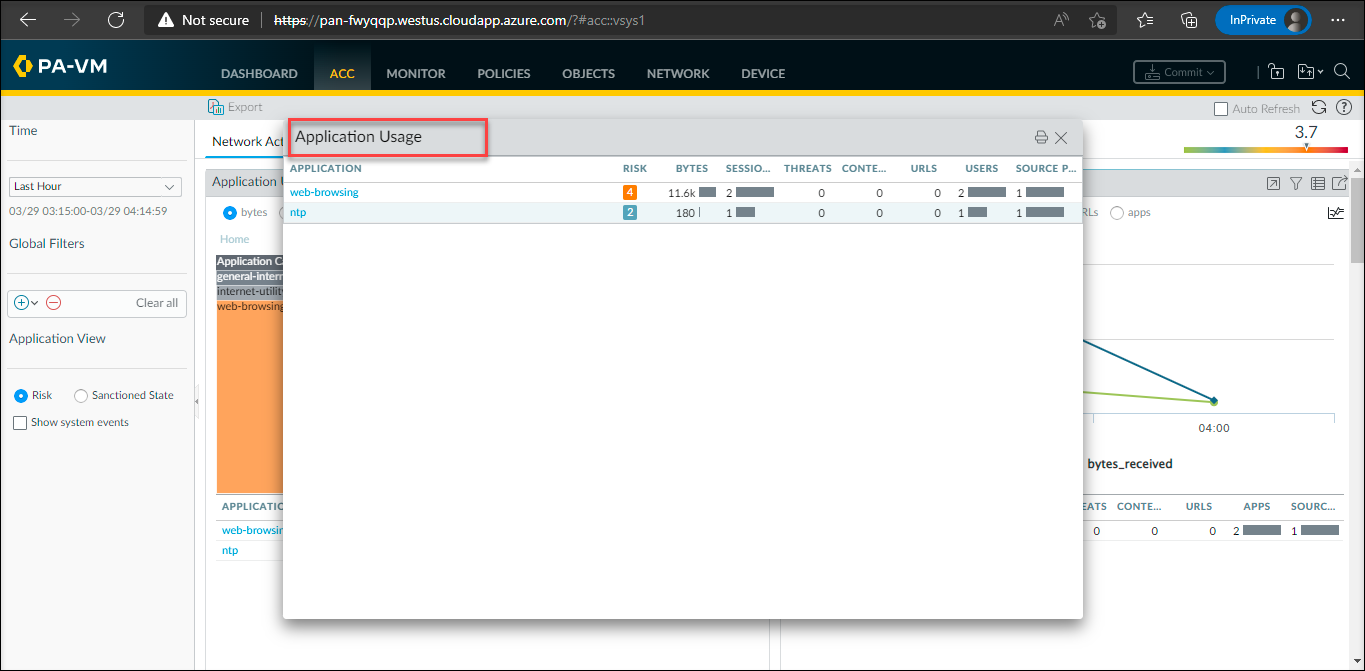 Not secure
https://pan-fwyqqp.westus.cloudapp.azure.com/?#acc::vsys1
InPrivate
PA-VM
DASHBOARD ACC MONITOR POLICIES OBJECTS NETWORK DEVICE
Commit
Export
Auto Refresh
Time
Network Act
3.7
Application Usage
Last Hour
03/29 03:15:00-03/29 04:14:59
Global Filters
Clear all
Application View
Risk Sanctioned State
Show system events
Application
bytes
Home
general-intern
internet-utility
web-browsing
APPLICATION RISK BYTES SESSIO... THREATS CONTE... URLS USERS SOURCE P...
web-browsing 4 11.6k 2 0 0 0 2 1
ntp 2 180 1 0 0 0 1 1
apps
04:00
bytes_received
CONTE... URLS APPS SOURC...
0 0 0 2 1
APPLICATIO
web-browsin
ntp